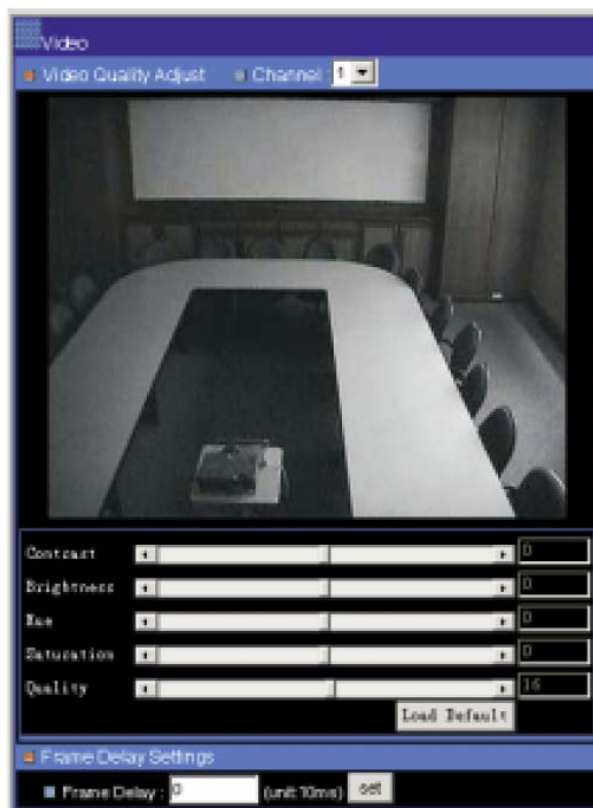 Video
Video Quality Adjust Channel : 1
Contrast 0
Brightness 0
Hue 0
Saturation 0
Quality 16
Load Default
Frame Delay Settings
Frame Delay : 0 (unit:10ms) set